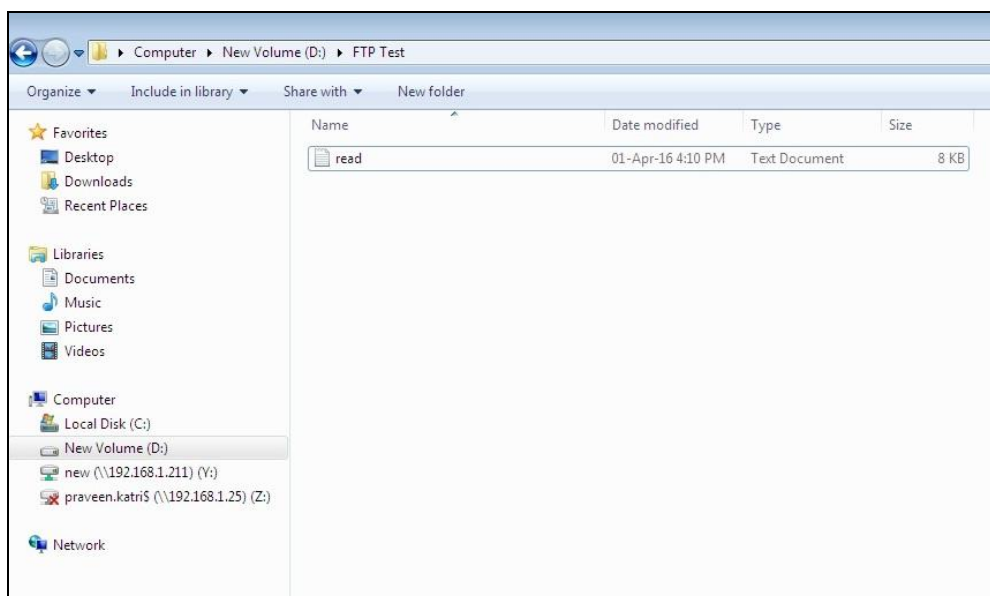 Computer ▸ New Volume (D:) ▸ FTP Test
Organize Include in library Share with New folder
Favorites
Desktop
Downloads
Recent Places
Libraries
Documents
Music
Pictures
Videos
Computer
Local Disk (C:)
New Volume (D:)
new (\\192.168.1.211) (Y:)
praveen.katri$ (\\192.168.1.25) (Z:)
Network
Name Date modified Type Size
read 01-Apr-16 4:10 PM Text Document 8 KB